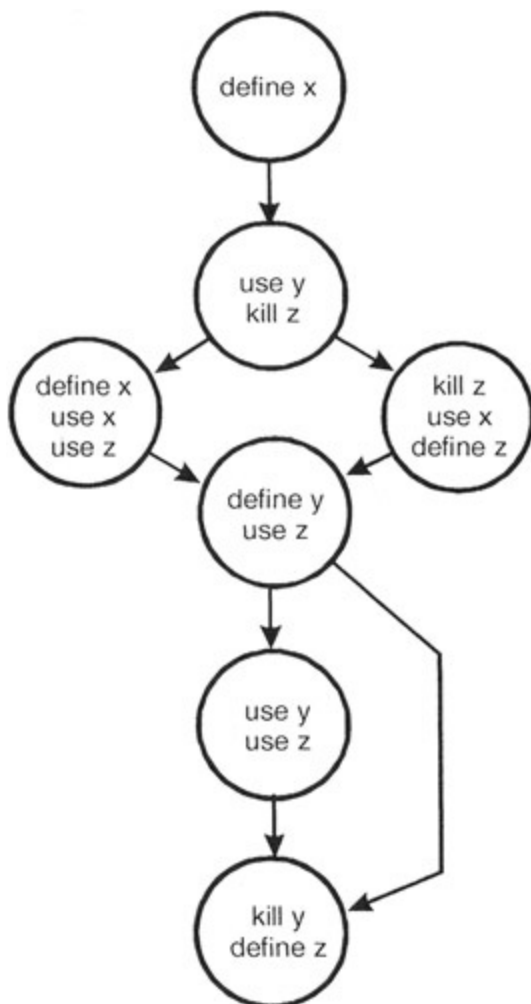 define x
use y
kill z
define x
use x
use z
kill z
use x
define z
define y
use z
use y
use z
kill y
define z